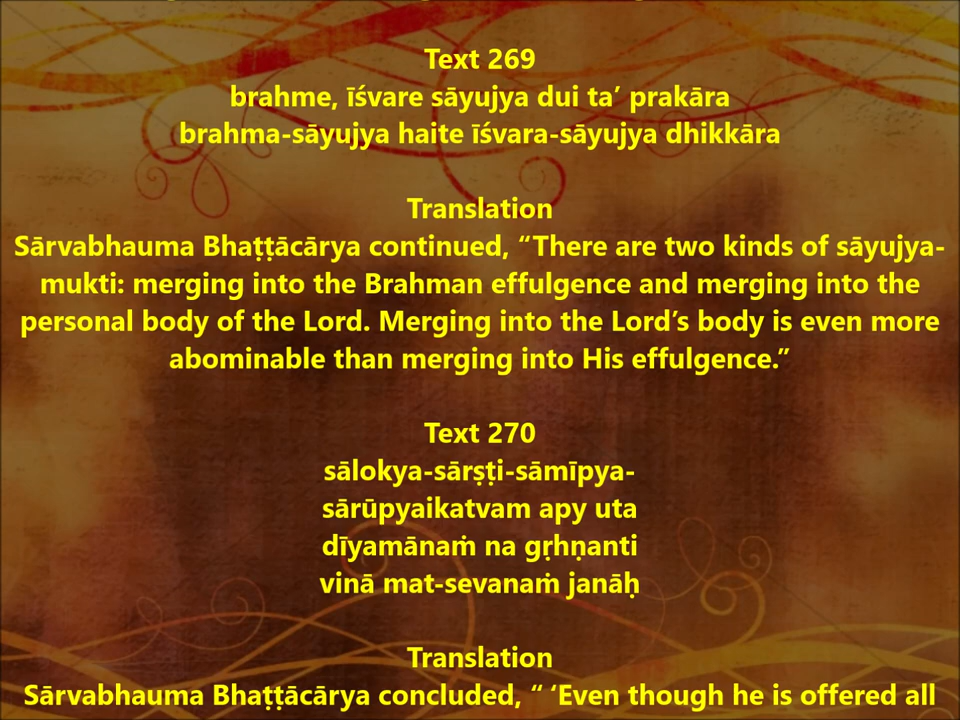 Text 269
brahme, īśvare sāyujya dui ta’ prakāra
brahma-sāyujya haite īśvara-sāyujya dhikkāra
Translation
Sārvabhauma Bhaṭṭācārya continued, “There are two kinds of sāyujya-
mukti: merging into the Brahman effulgence and merging into the
personal body of the Lord. Merging into the Lord’s body is even more
abominable than merging into His effulgence.”
Text 270
sālokya-sārṣṭi-sāmīpya-
sārūpyaikatvam apy uta
dīyamānaṁ na gṛhṇanti
vinā mat-sevanaṁ janāḥ
Translation
Sārvabhauma Bhaṭṭācārya concluded, “ ‘Even though he is offered all